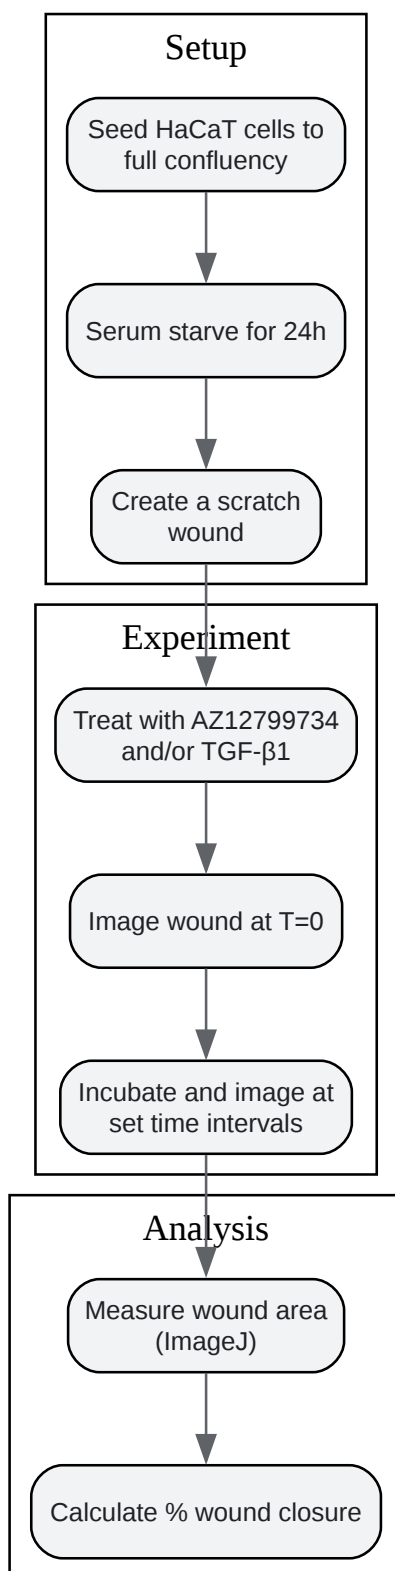 Setup
Seed HaCaT cells to
full confluency
Serum starve for 24h
Create a scratch
wound
Experiment
Treat with AZ12799734
and/or TGF-β1
Image wound at T=0
Incubate and image at
set time intervals
Analysis
Measure wound area
(ImageJ)
Calculate % wound closure